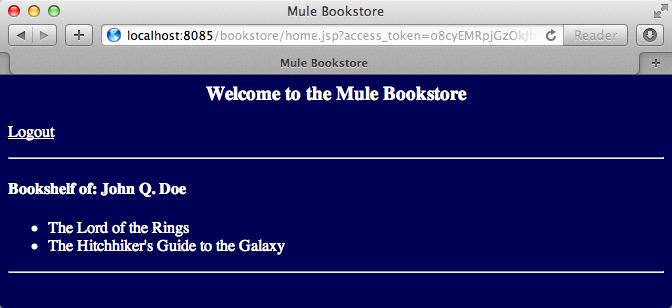 Mule Bookstore
localhost:8085/bookstore/home.jsp?access_token=o8cyEMRpjGzOkJb
Reader
Mule Bookstore
Welcome to the Mule Bookstore
Logout
Bookshelf of: John Q. Doe
The Lord of the Rings
The Hitchhiker's Guide to the Galaxy